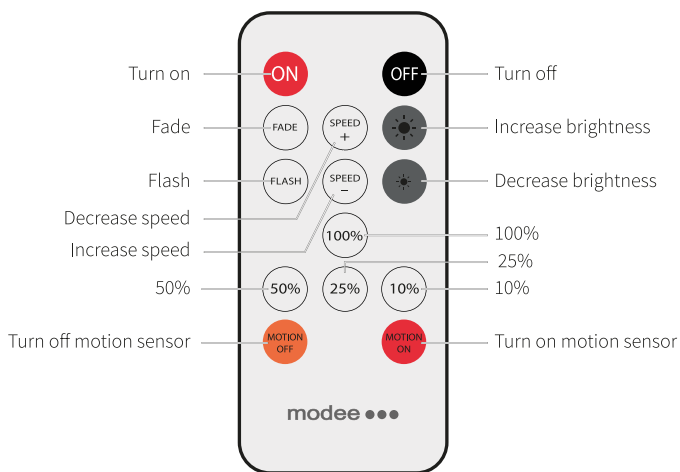 Turn on
ON
OFF
Turn off
Fade
FADE
SPEED
+
Increase brightness
Flash
FLASH
SPEED
–
Decrease brightness
Decrease speed
Increase speed
100%
100%
25%
50%
50%
25%
10%
10%
Turn off motion sensor
MOTION
OFF
MOTION
ON
Turn on motion sensor
modee